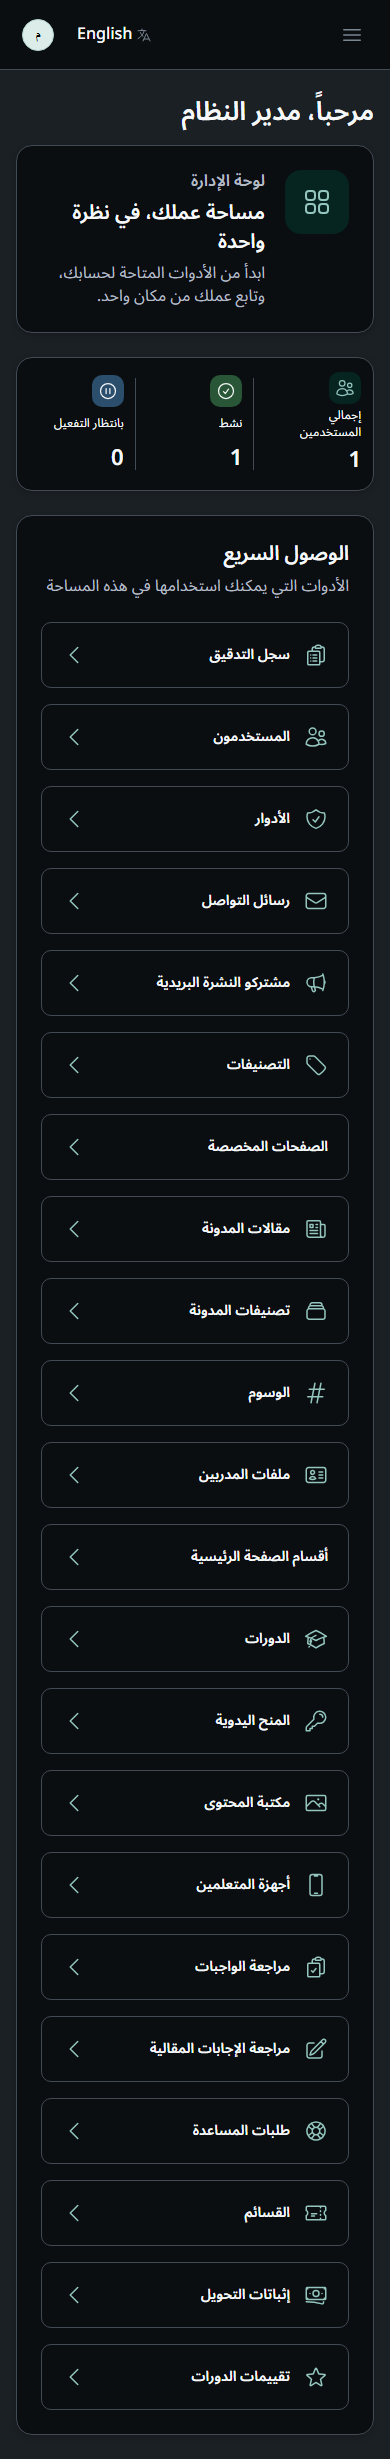 م
English
مرحباً، مدير النظام
لوحة الإدارة
مساحة عملك، في نظرة
واحدة
ابدأ من الأدوات المتاحة لحسابك،
وتابع عملك من مكان واحد.
إجمالي
المستخدمين
1
نشط
1
بانتظار التفعيل
0
الوصول السريع
الأدوات التي يمكنك استخدامها في هذه المساحة
سجل التدقيق
المستخدمون
الأدوار
رسائل التواصل
مشتركو النشرة البريدية
التصنيفات
الصفحات المخصصة
مقالات المدونة
تصنيفات المدونة
الوسوم
ملفات المدربين
أقسام الصفحة الرئيسية
الدورات
المنح اليدوية
مكتبة المحتوى
أجهزة المتعلمين
مراجعة الواجبات
مراجعة الإجابات المقالية
طلبات المساعدة
القسائم
إثباتات التحويل
تقييمات الدورات